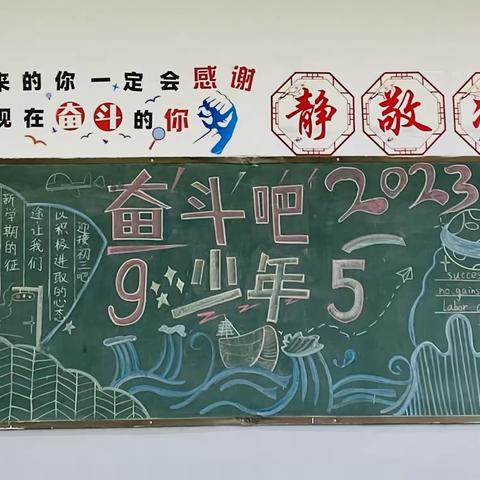 来的你一定会感谢
现在奋斗的你
静
敬
奋斗吧
2023
9少年5
新学期的征
途让我们
以积极进取的心态
迎接初三吧
succes
no gains
Labor